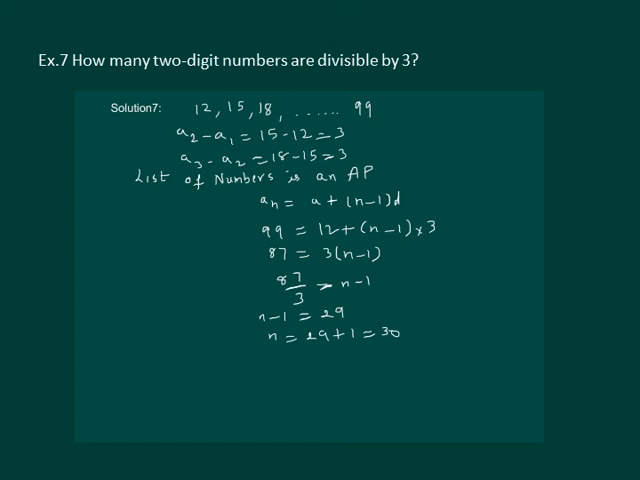 Ex.7 How many two-digit numbers are divisible by 3?
Solution7: 12, 15, 18, ...... 99
a₂ - a₁ = 15 - 12 = 3
a₃ - a₂ = 18 - 15 = 3
List of Numbers is an AP
aₙ = a + (n-1)d
99 = 12 + (n-1) × 3
87 = 3(n-1)
87/3 = n-1
n-1 = 29
n = 29 + 1 = 30